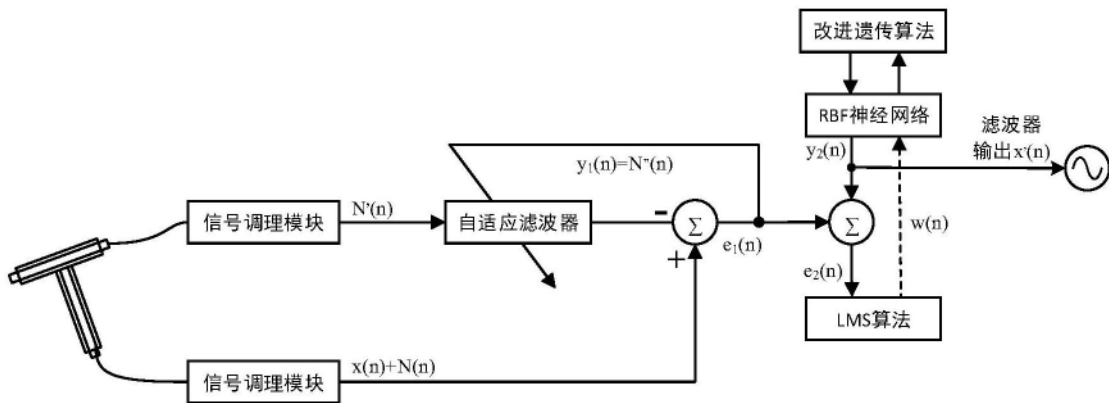 改进遗传算法
RBF神经网络
滤波器
输出x’(n)
y₂(n)
y₁(n)=N”(n)
信号调理模块
N’(n)
自适应滤波器
-
Σ
e₁(n)
Σ
w(n)
+
e₂(n)
LMS算法
信号调理模块
x(n)+N(n)